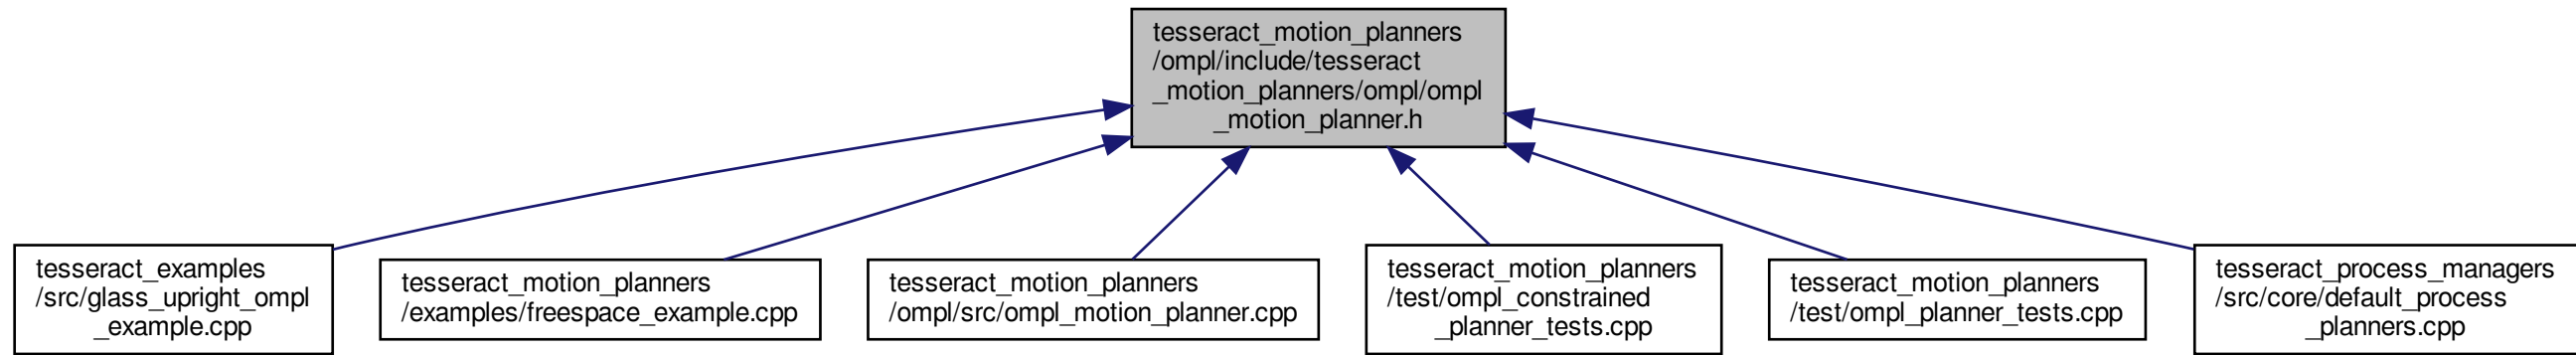 tesseract_motion_planners
/ompl/include/tesseract
_motion_planners/ompl/ompl
_motion_planner.h
tesseract_examples
/src/glass_upright_ompl
_example.cpp
tesseract_motion_planners
/examples/freespace_example.cpp
tesseract_motion_planners
/ompl/src/ompl_motion_planner.cpp
tesseract_motion_planners
/test/ompl_constrained
_planner_tests.cpp
tesseract_motion_planners
/test/ompl_planner_tests.cpp
tesseract_process_managers
/src/core/default_process
_planners.cpp